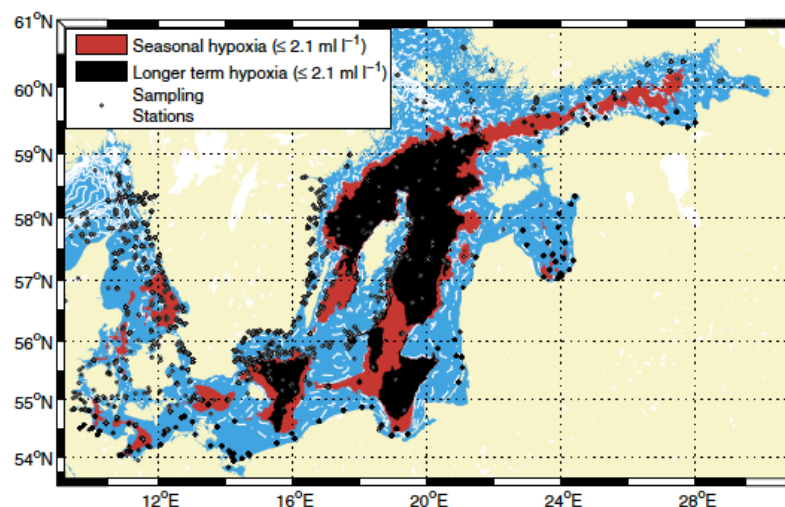 61°N
60°N
59°N
58°N
57°N
56°N
55°N
54°N
Seasonal hypoxia (≤ 2.1 ml l⁻¹)
Longer term hypoxia (≤ 2.1 ml l⁻¹)
Sampling
Stations
12°E
16°E
20°E
24°E
28°E